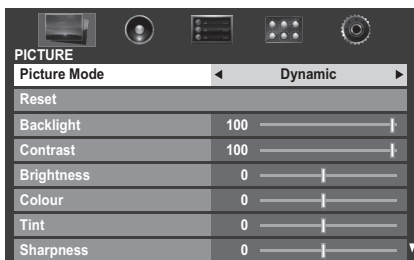 PICTURE
Picture Mode Dynamic
Reset
Backlight 100
Contrast 100
Brightness 0
Colour 0
Tint 0
Sharpness 0